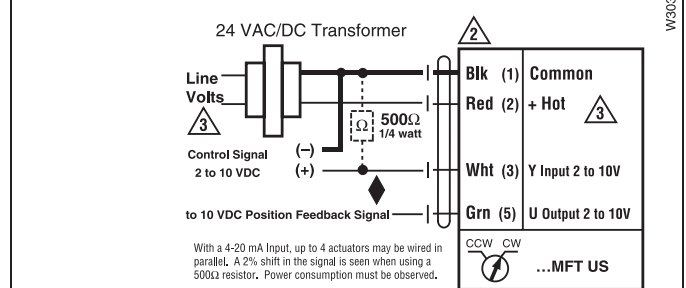 W303
24 VAC/DC Transformer
2
Line Volts
3
Blk (1) Common
Red (2) + Hot
3
Ω 500Ω
1/4 watt
Control Signal
2 to 10 VDC
(–)
(+)
Wht (3) Y Input 2 to 10V
to 10 VDC Position Feedback Signal
Grn (5) U Output 2 to 10V
With a 4-20 mA Input, up to 4 actuators may be wired in
parallel. A 2% shift in the signal is seen when using a
500Ω resistor. Power consumption must be observed.
CCW CW
...MFT US